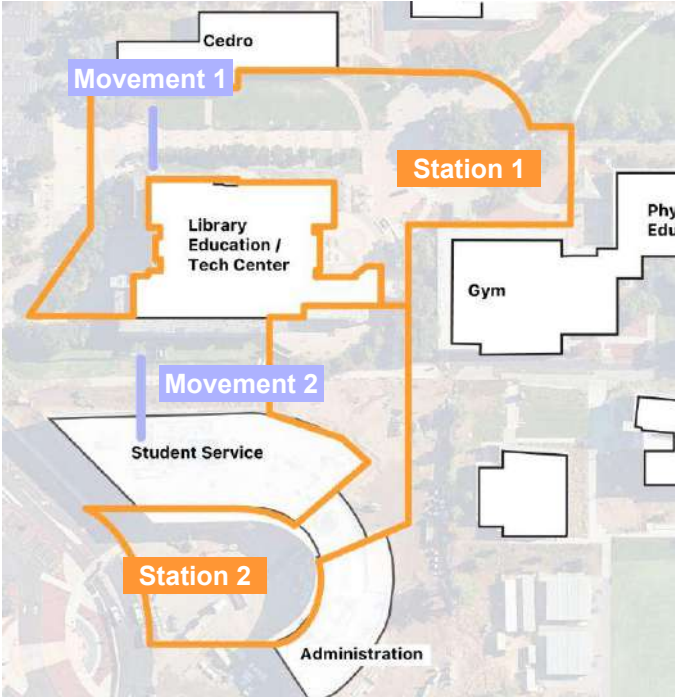 Cedro
Movement 1
Station 1
Library
Education /
Tech Center
Gym
Movement 2
Student Service
Station 2
Administration